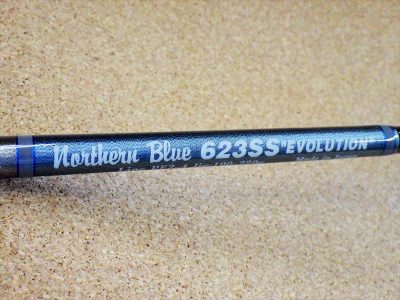 Northern Blue 623SS "EVOLUTION"
Made in Japan